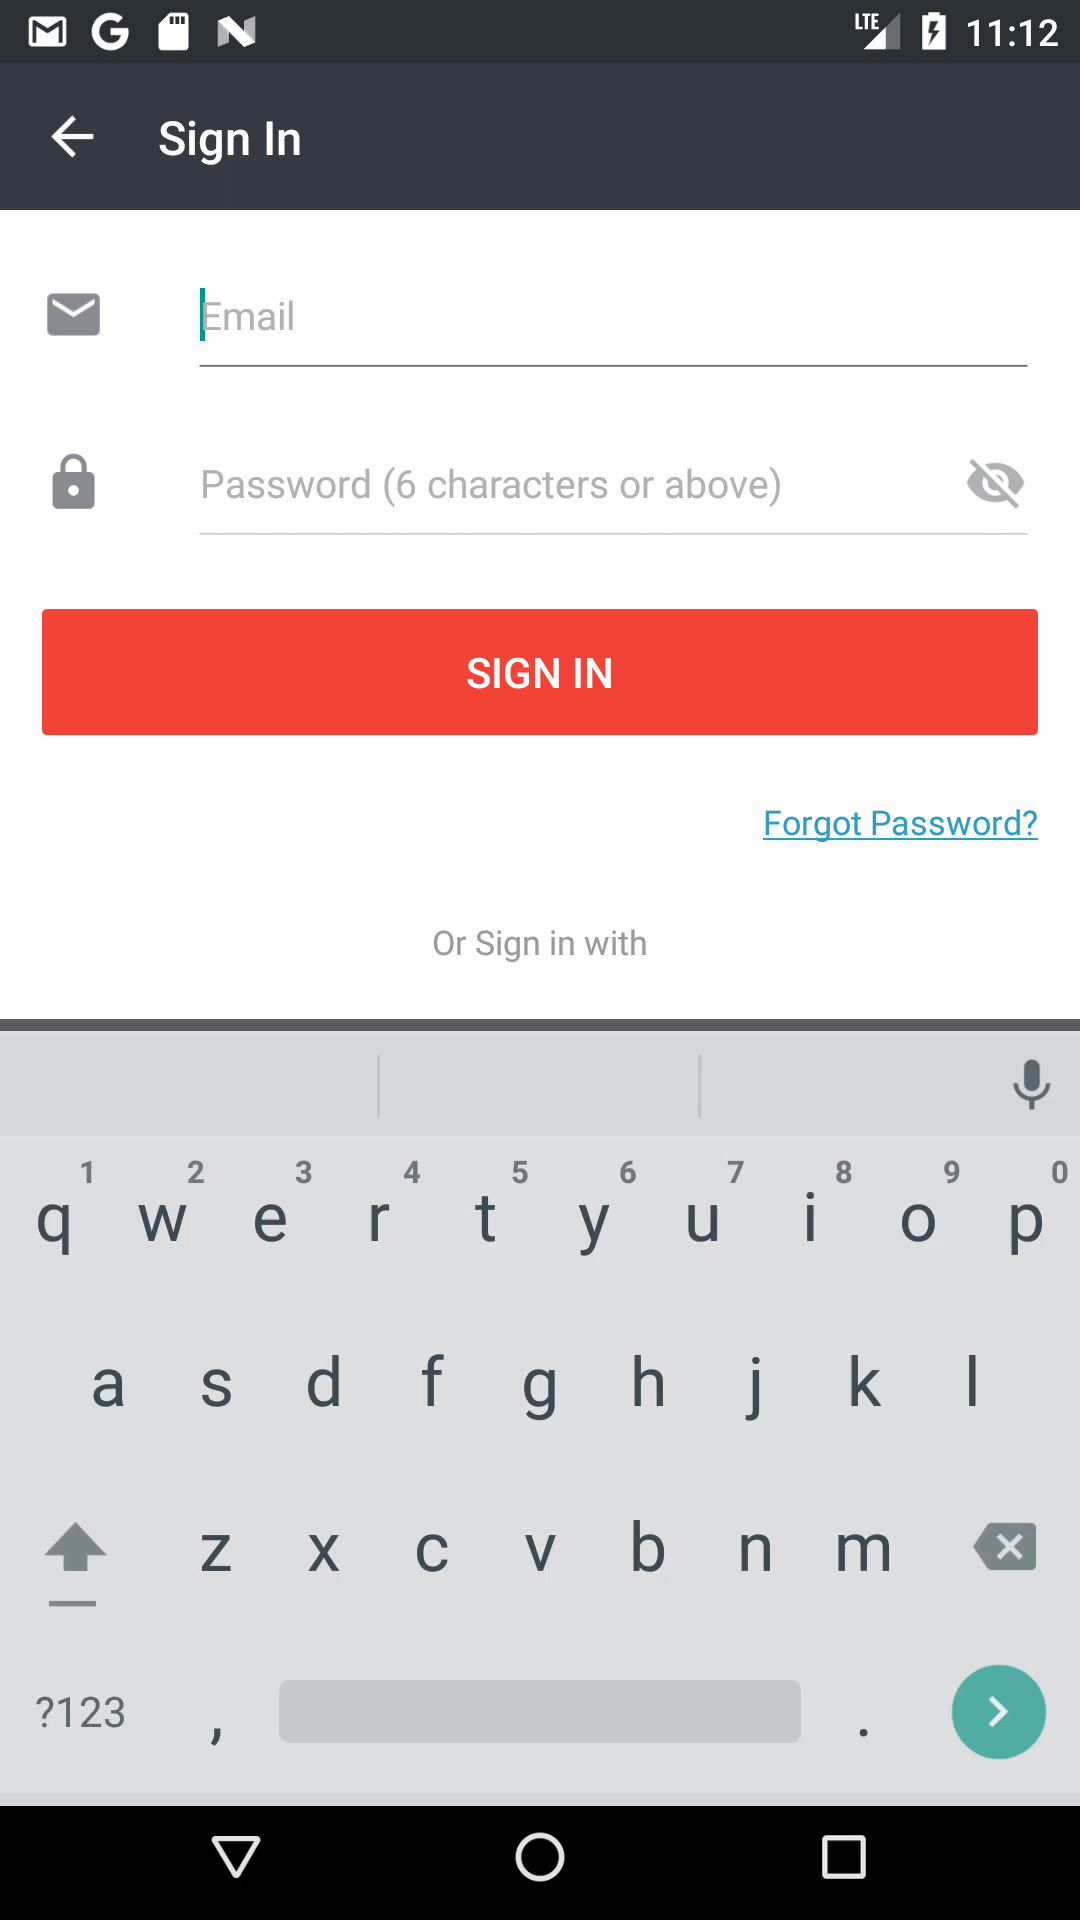 LTE 11:12
Sign In
Email
Password (6 characters or above)
SIGN IN
Forgot Password?
Or Sign in with
1 2 3 4 5 6 7 8 9 0
q w e r t y u i o p
a s d f g h j k l
z x c v b n m
?123 , .